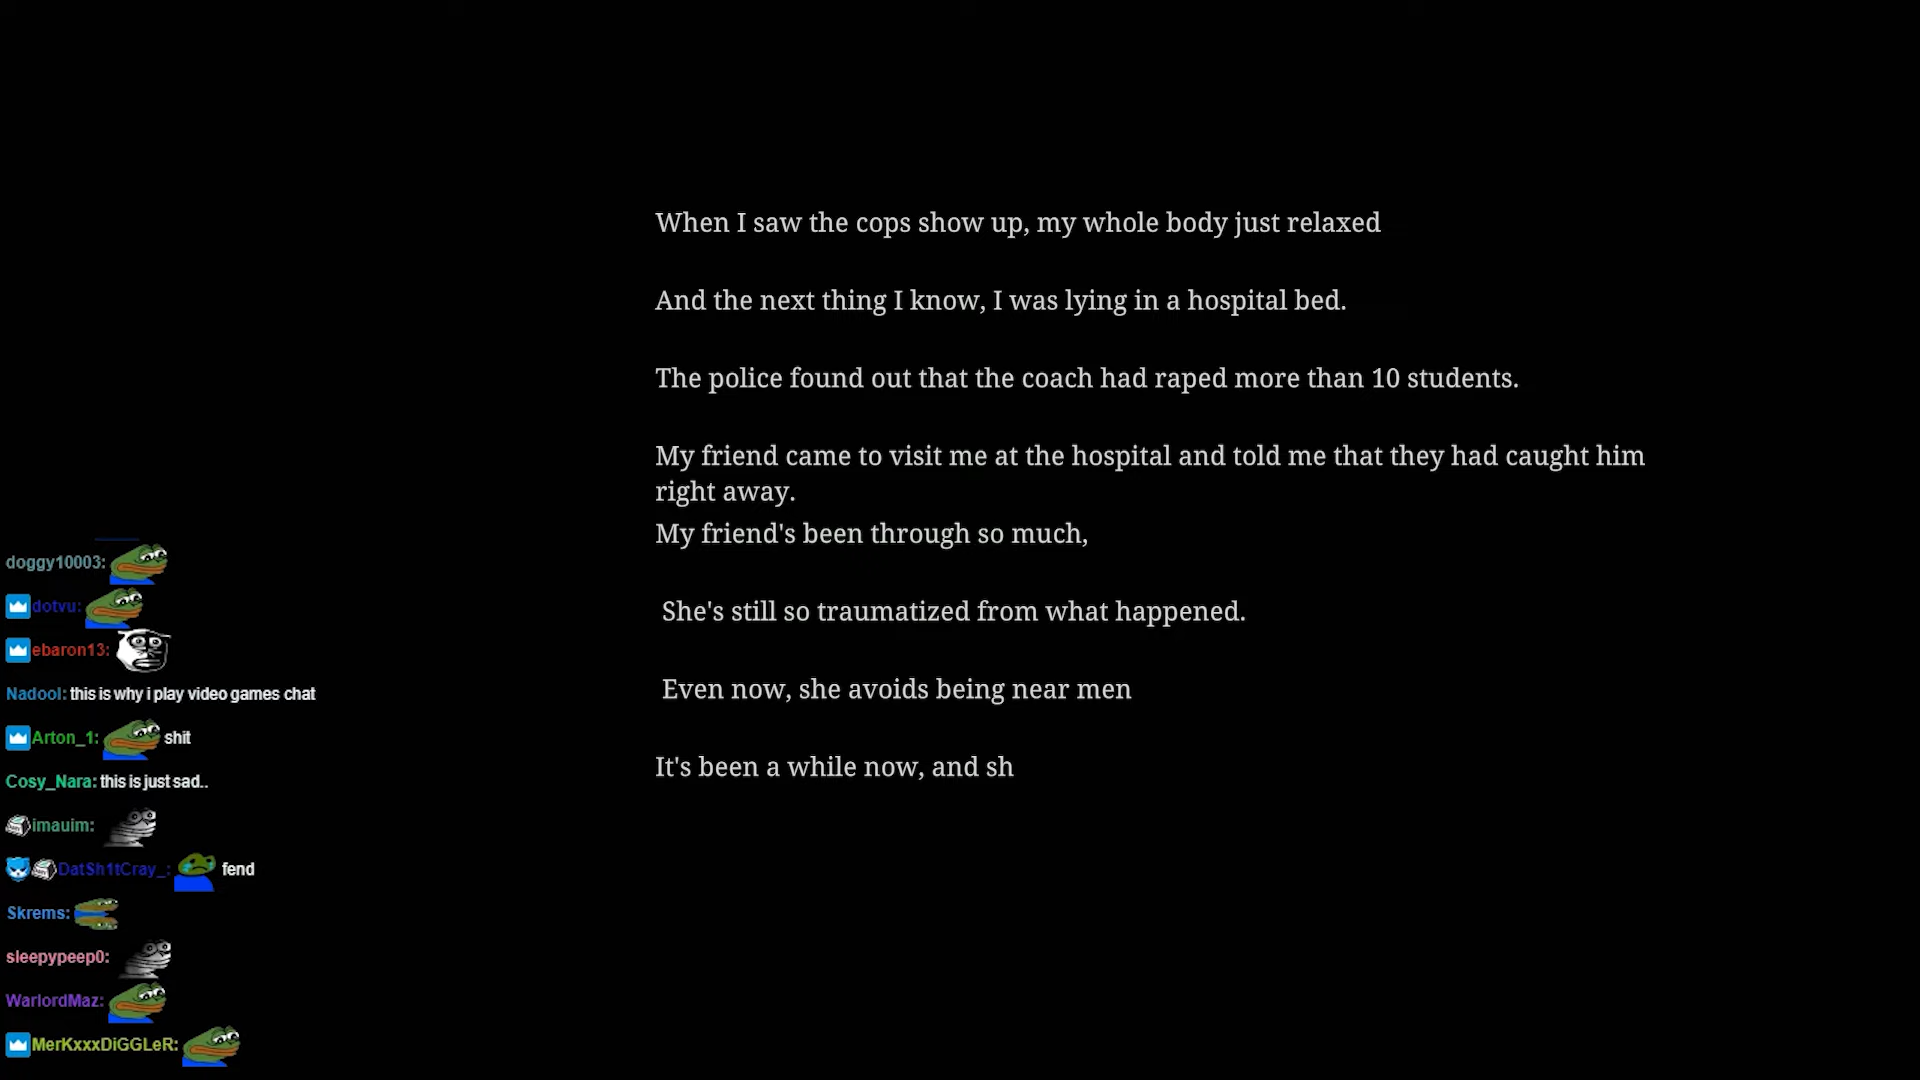 When I saw the cops show up, my whole body just relaxed
And the next thing I know, I was lying in a hospital bed.
The police found out that the coach had raped more than 10 students.
My friend came to visit me at the hospital and told me that they had caught him
right away.
My friend's been through so much,
She's still so traumatized from what happened.
Even now, she avoids being near men
It's been a while now, and sh
doggy10003:
dotvu:
ebaron13:
Nadool: this is why i play video games chat
Arton_1: shit
Cosy_Nara: this is just sad..
imauim:
DatSh1tCray_: fend
Skrems:
sleepypeep0:
WarlordMaz:
MerKxxxDiGGLeR: